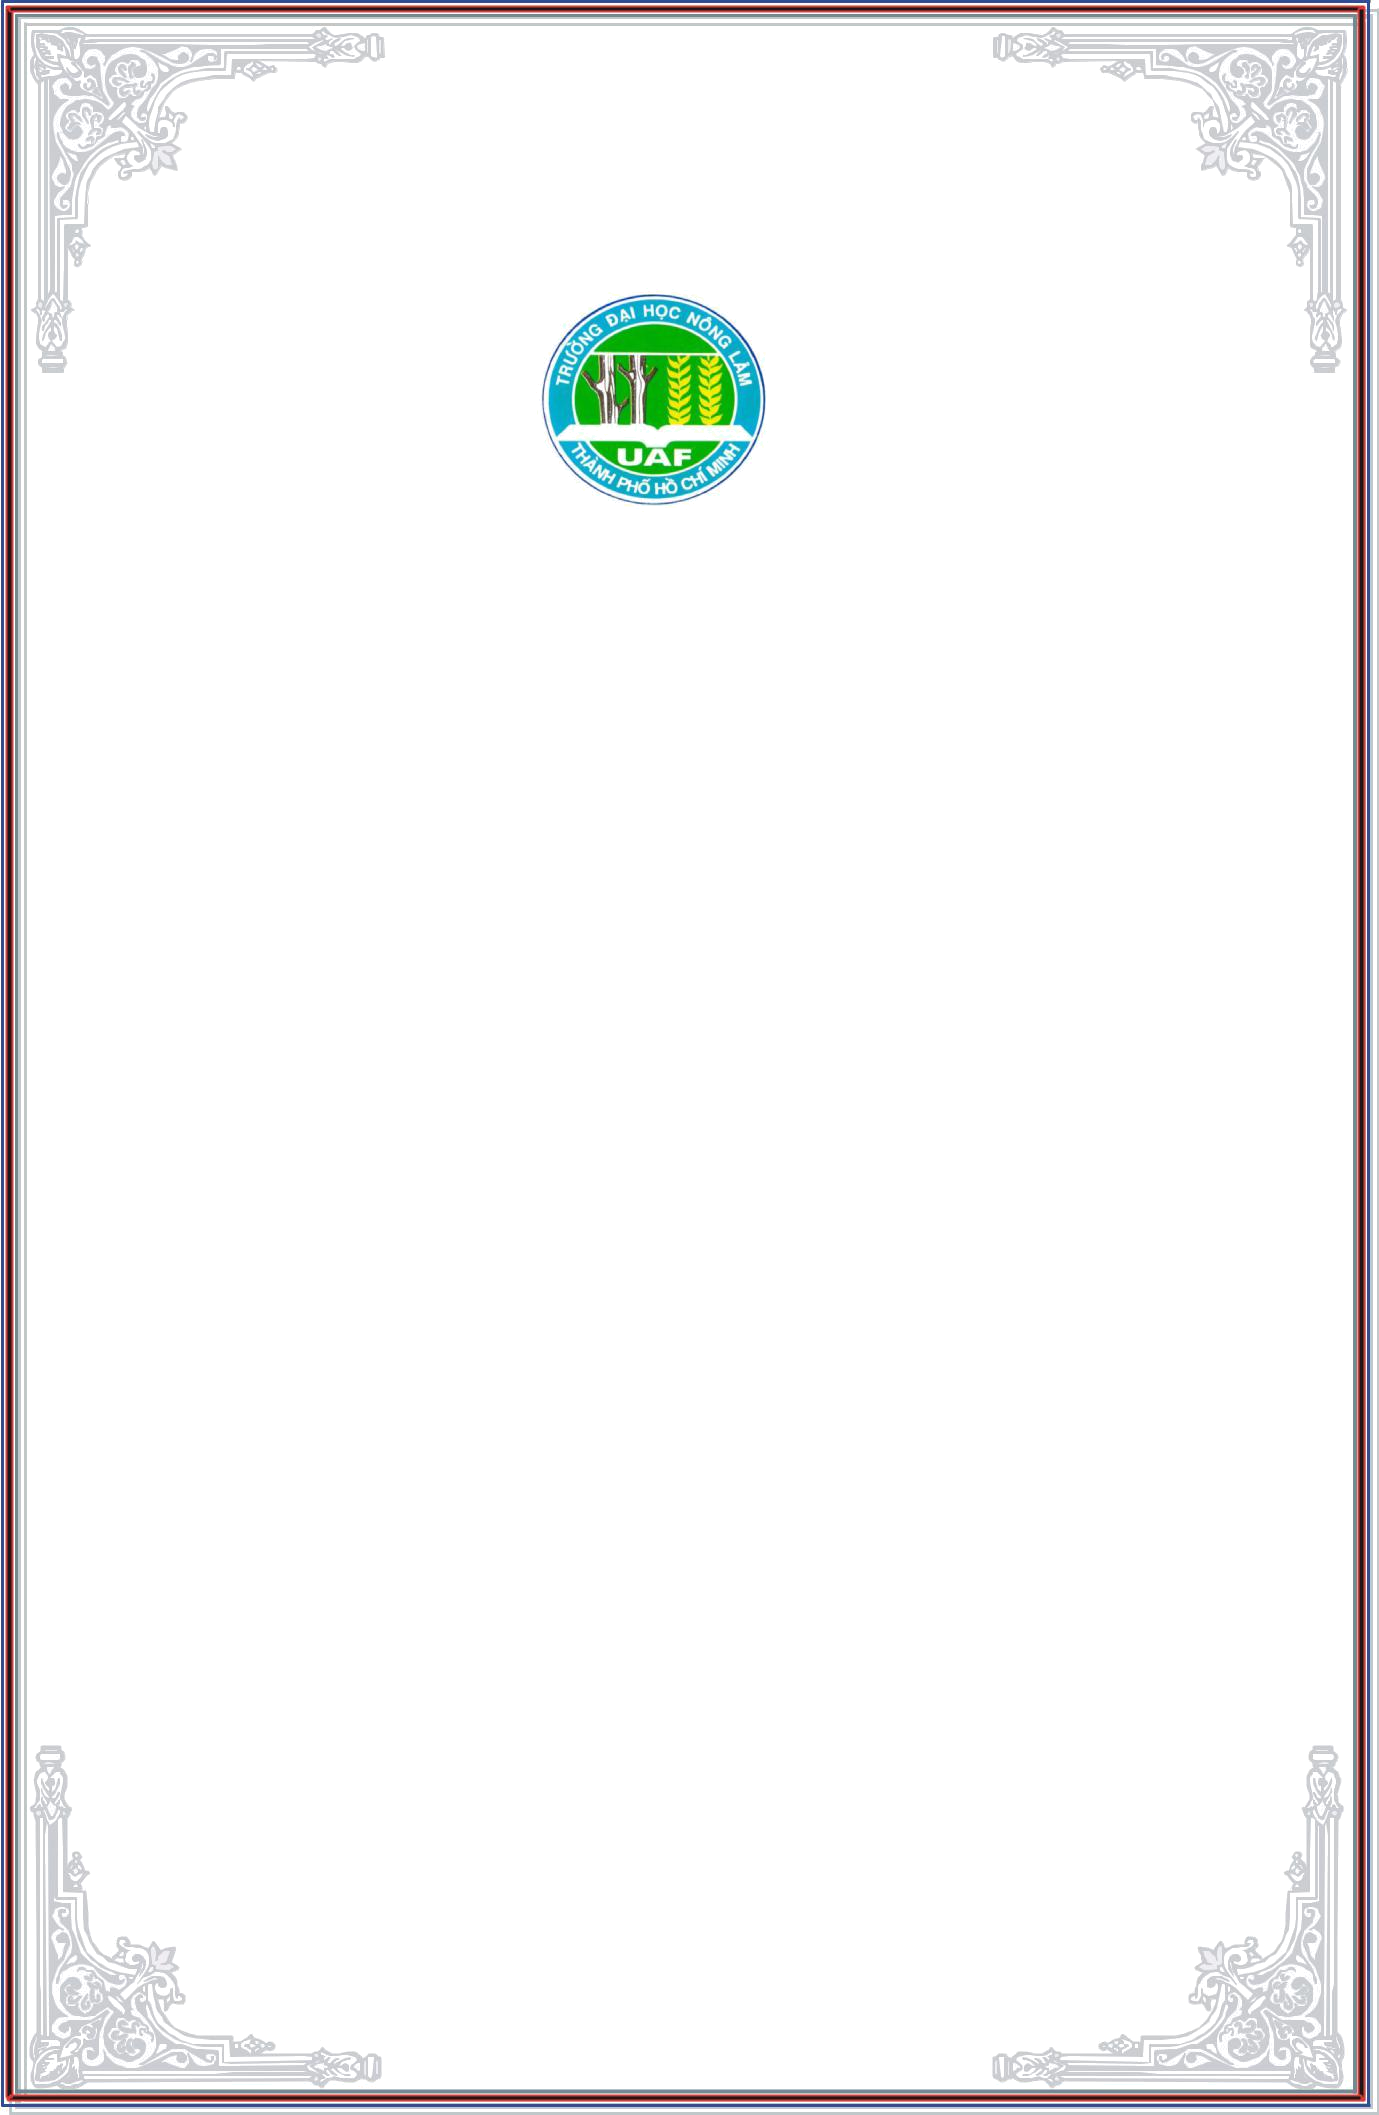 TRƯỜNG ĐẠI HỌC NÔNG LÂM
UAF
THÀNH PHỐ HỒ CHÍ MINH